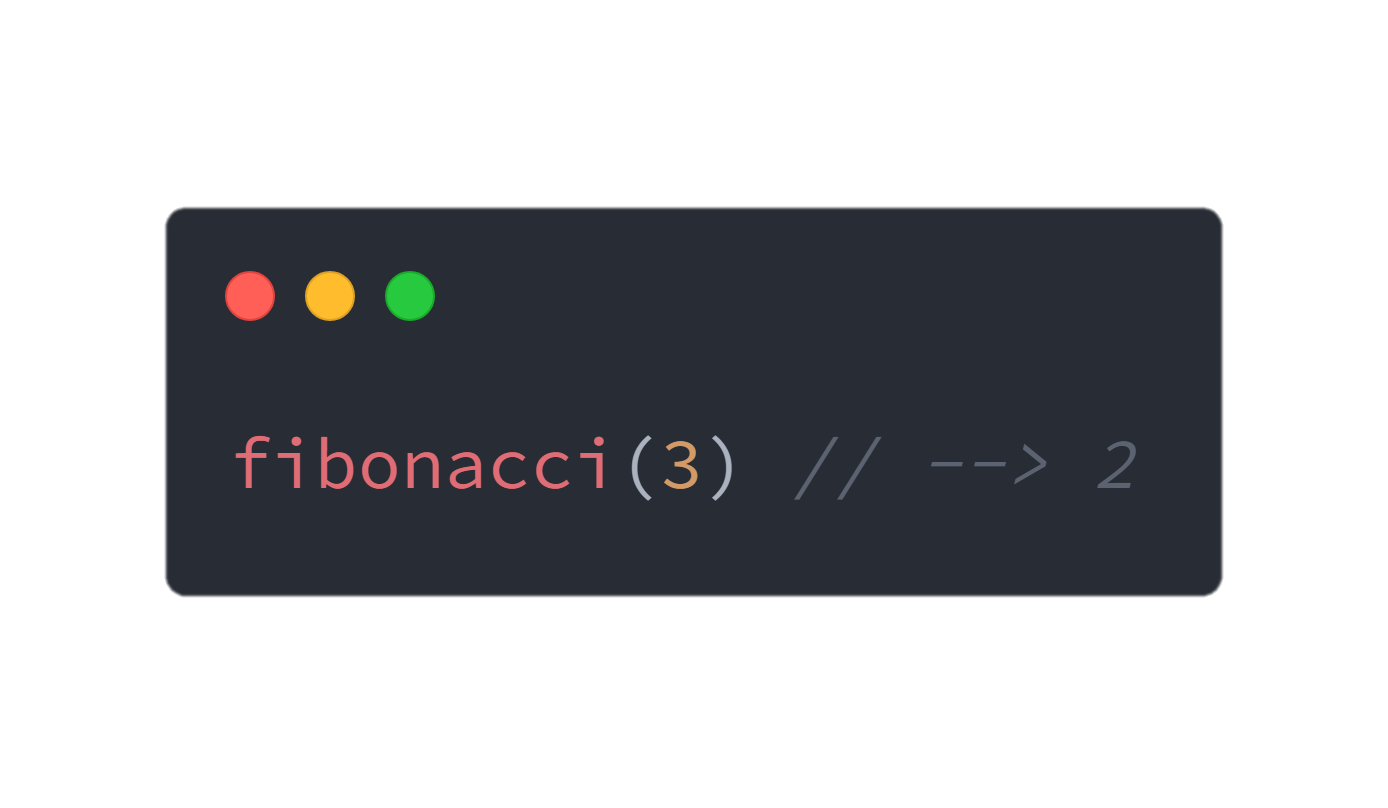 fibonacci(3) // --> 2